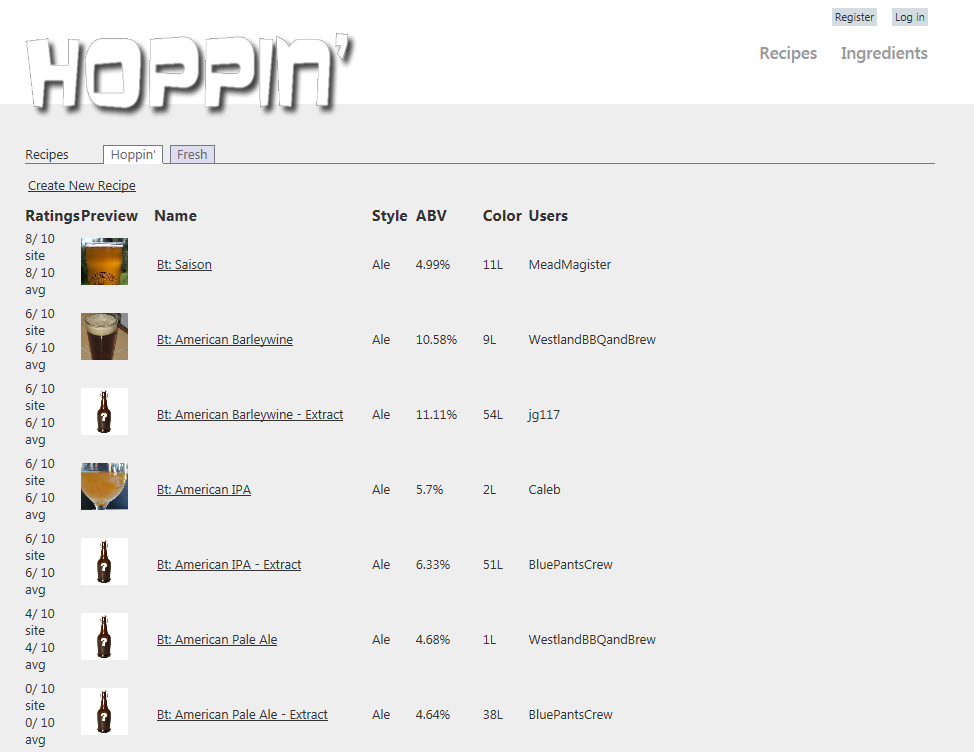 Register Log in
HOPPIN'
Recipes Ingredients
Recipes Hoppin' Fresh
Create New Recipe
Ratings Preview Name Style ABV Color Users
8/ 10
site
8/ 10
avg
Bt: Saison Ale 4.99% 11L MeadMagister
6/ 10
site
6/ 10
avg
Bt: American Barleywine Ale 10.58% 9L WestlandBBQandBrew
6/ 10
site
6/ 10
avg
?
Bt: American Barleywine - Extract Ale 11.11% 54L jg117
6/ 10
site
6/ 10
avg
Bt: American IPA Ale 5.7% 2L Caleb
6/ 10
site
6/ 10
avg
?
Bt: American IPA - Extract Ale 6.33% 51L BluePantsCrew
4/ 10
site
4/ 10
avg
?
Bt: American Pale Ale Ale 4.68% 1L WestlandBBQandBrew
0/ 10
site
0/ 10
avg
?
Bt: American Pale Ale - Extract Ale 4.64% 38L BluePantsCrew